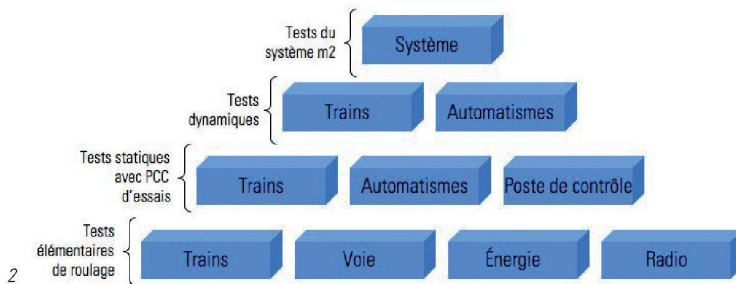 Tests du
système m2
Système
Tests
dynamiques
Trains
Automatismes
Tests statiques
avec PCC
d'essais
Trains
Automatismes
Poste de contrôle
Tests
élémentaires
de roulage
Trains
Voie
Énergie
Radio
2